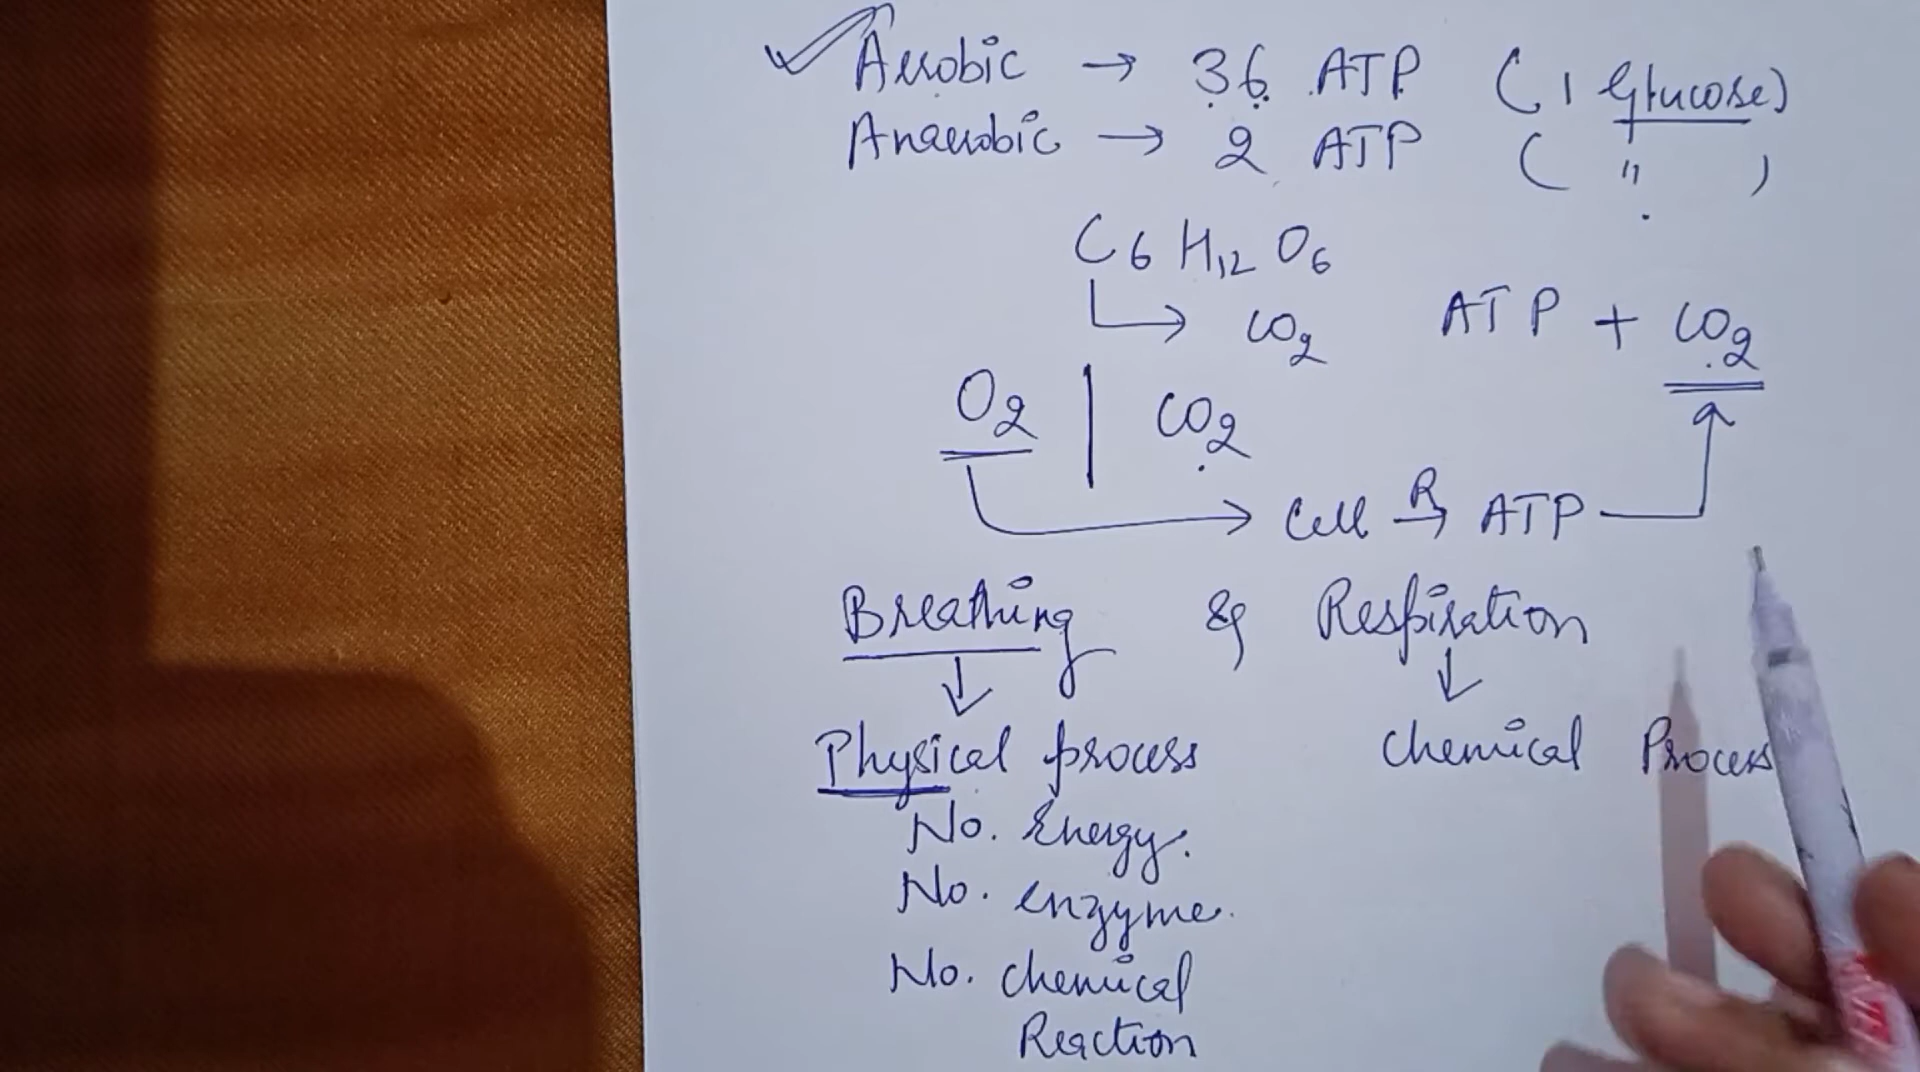 Aerobic → 36 ATP (1 Glucose)
Anaerobic → 2 ATP ( " )
C6 H12 O6
→ CO2 ATP + CO2
O2 | CO2
→ Cell R→ ATP
Breathing & Respiration
↓ ↓
Physical process Chemical Process
No. Energy.
No. enzyme.
No. chemical
Reaction